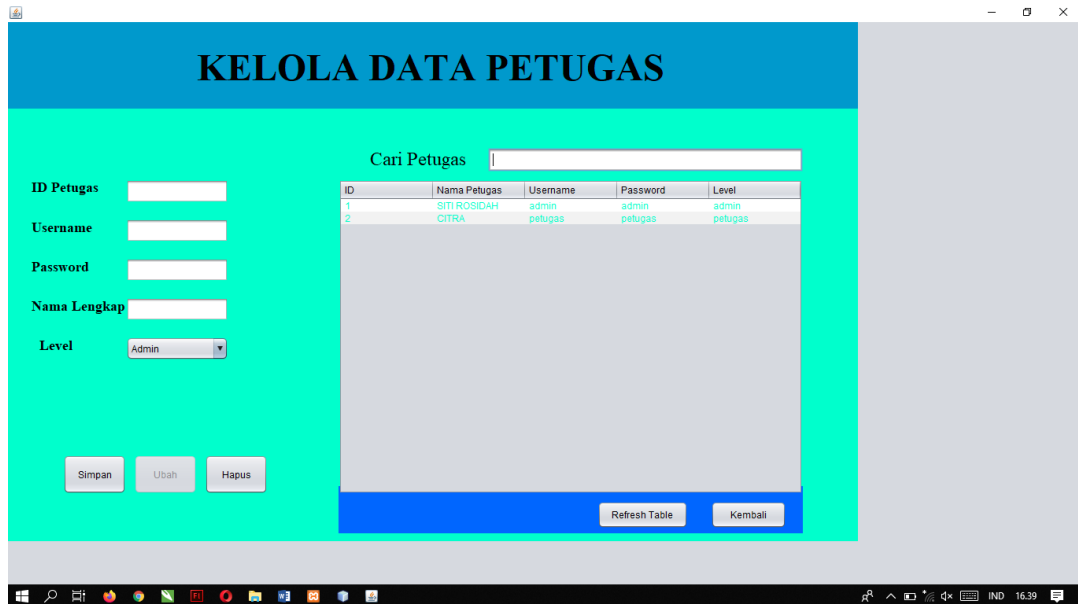 KELOLA DATA PETUGAS
Cari Petugas
ID Petugas
Username
Password
Nama Lengkap
Level
Admin
Simpan
Ubah
Hapus
ID Nama Petugas Username Password Level
1 SITI ROSIDAH admin admin admin
2 CITRA petugas petugas petugas
Refresh Table
Kembali
IND 16.39